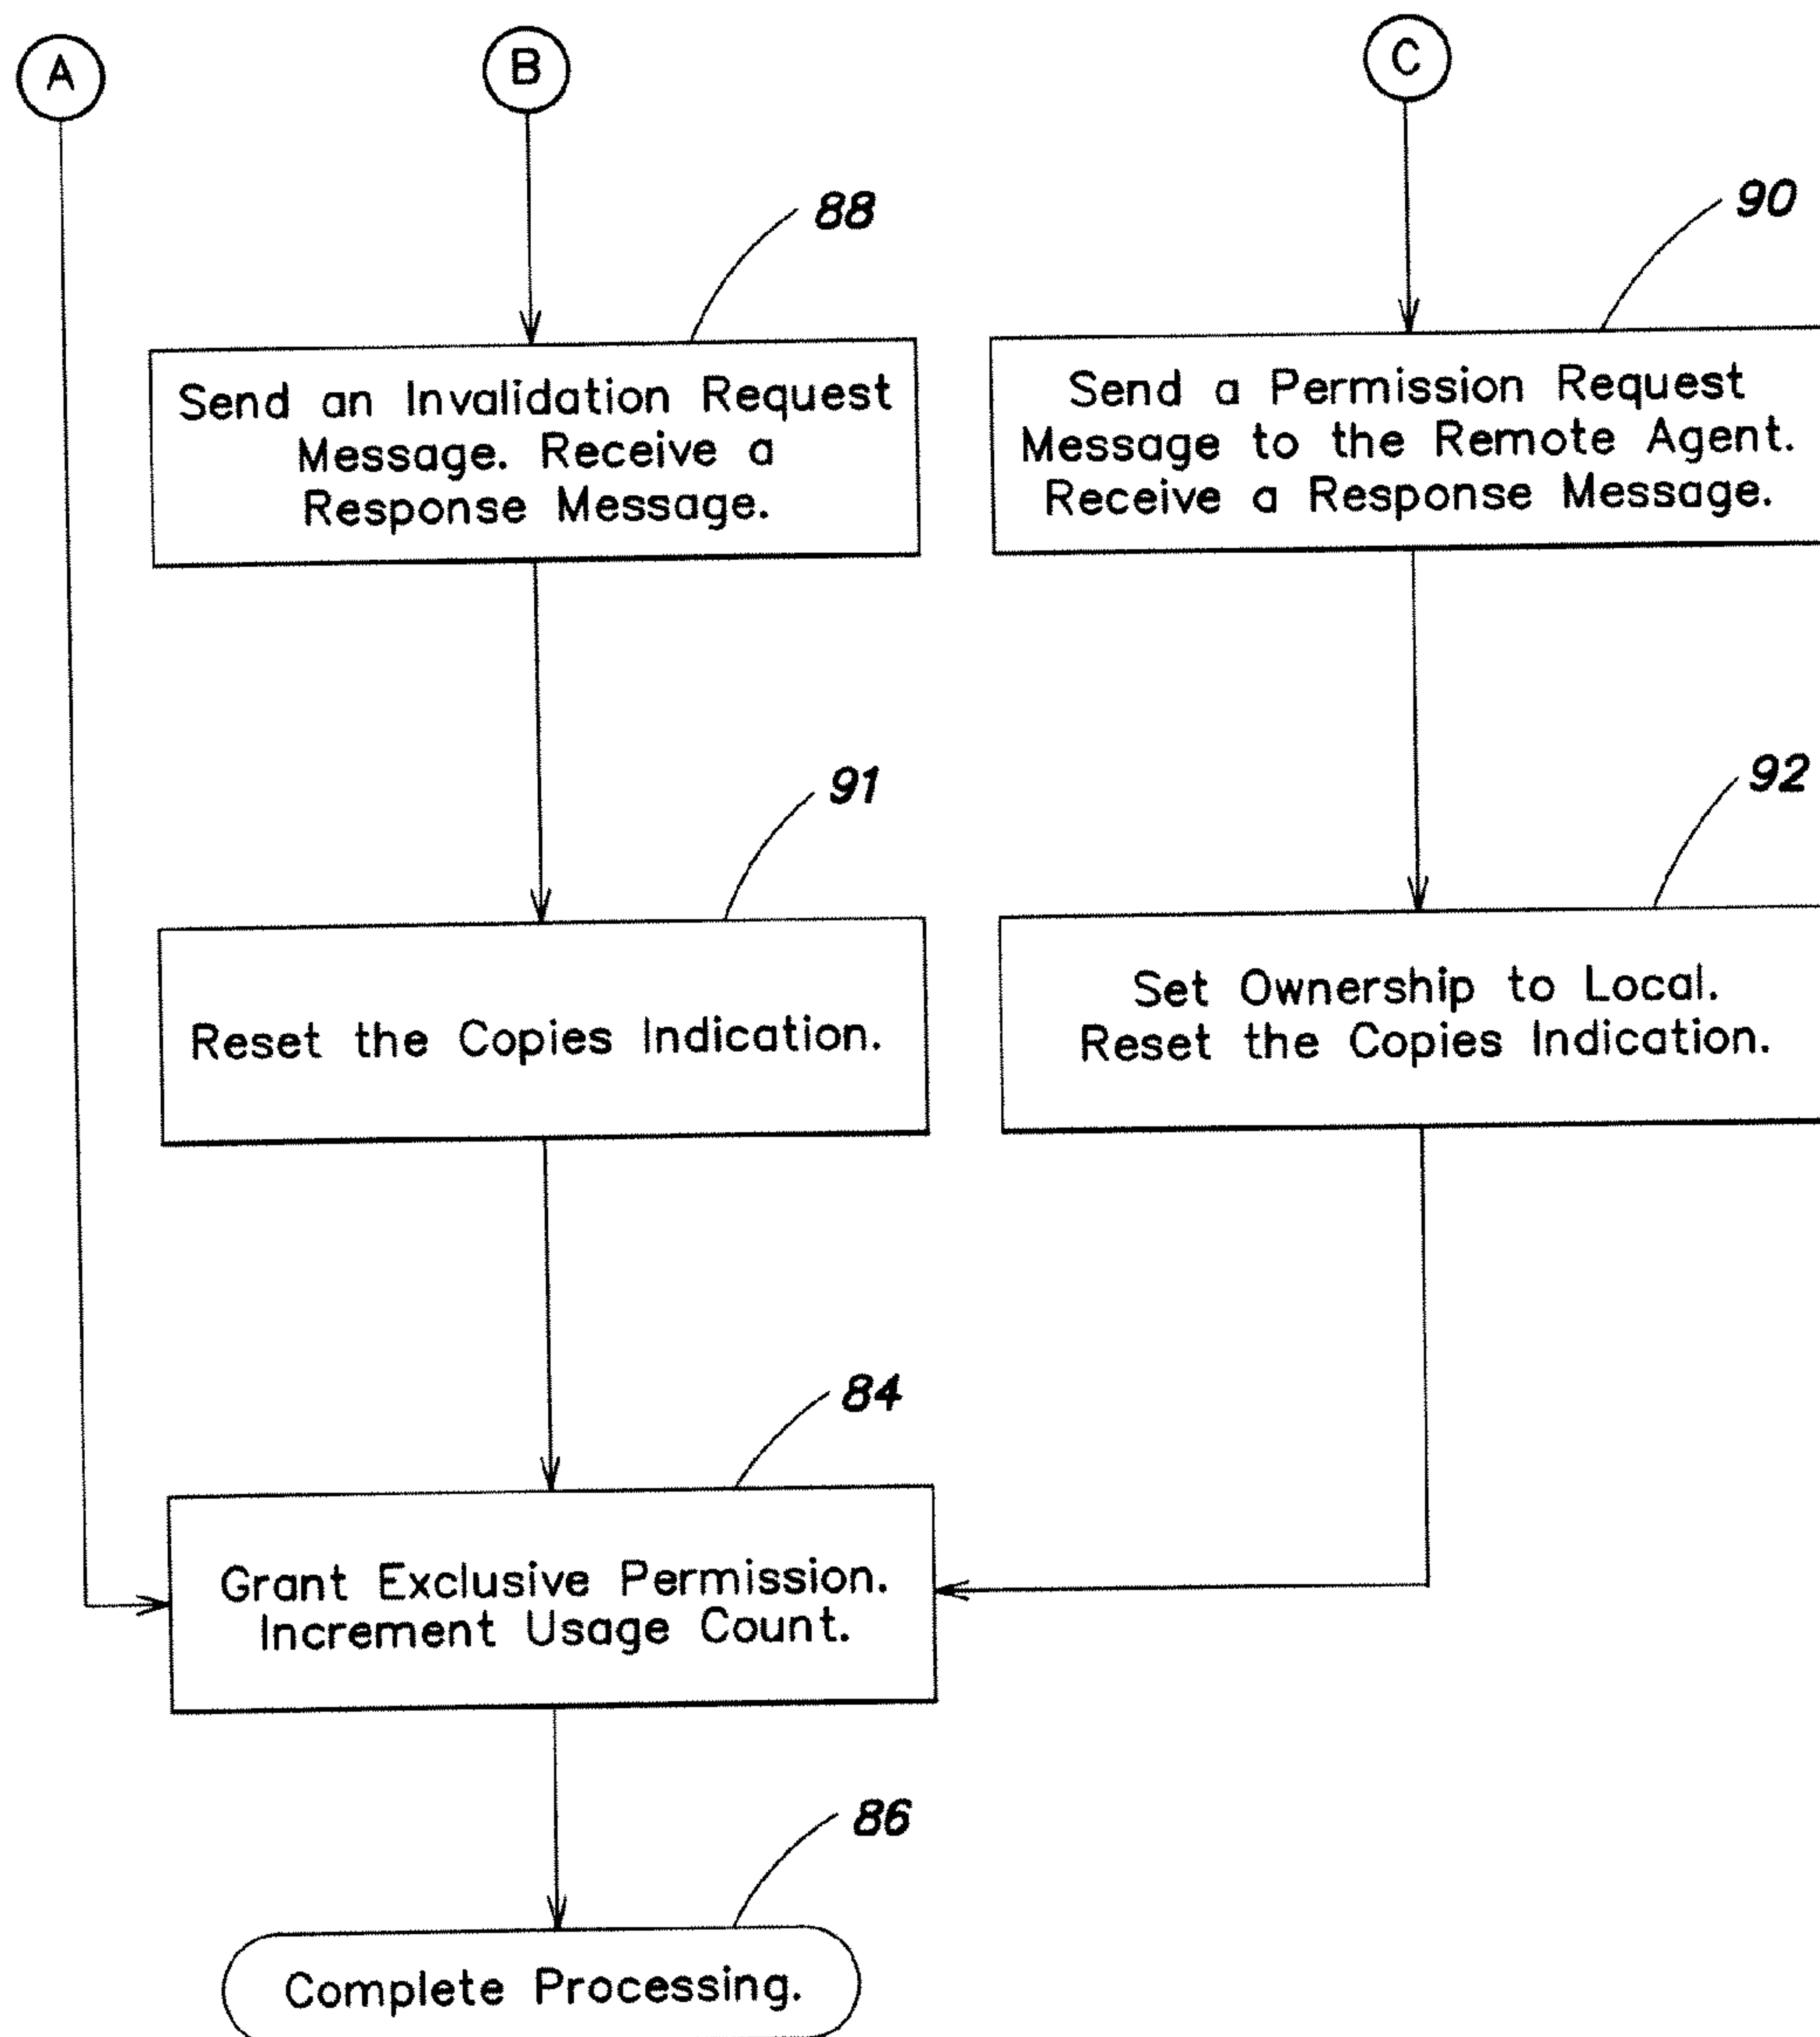 A
B
C
88
90
Send an Invalidation Request
Message. Receive a
Response Message.
Send a Permission Request
Message to the Remote Agent.
Receive a Response Message.
91
92
Reset the Copies Indication.
Set Ownership to Local.
Reset the Copies Indication.
84
Grant Exclusive Permission.
Increment Usage Count.
86
Complete Processing.